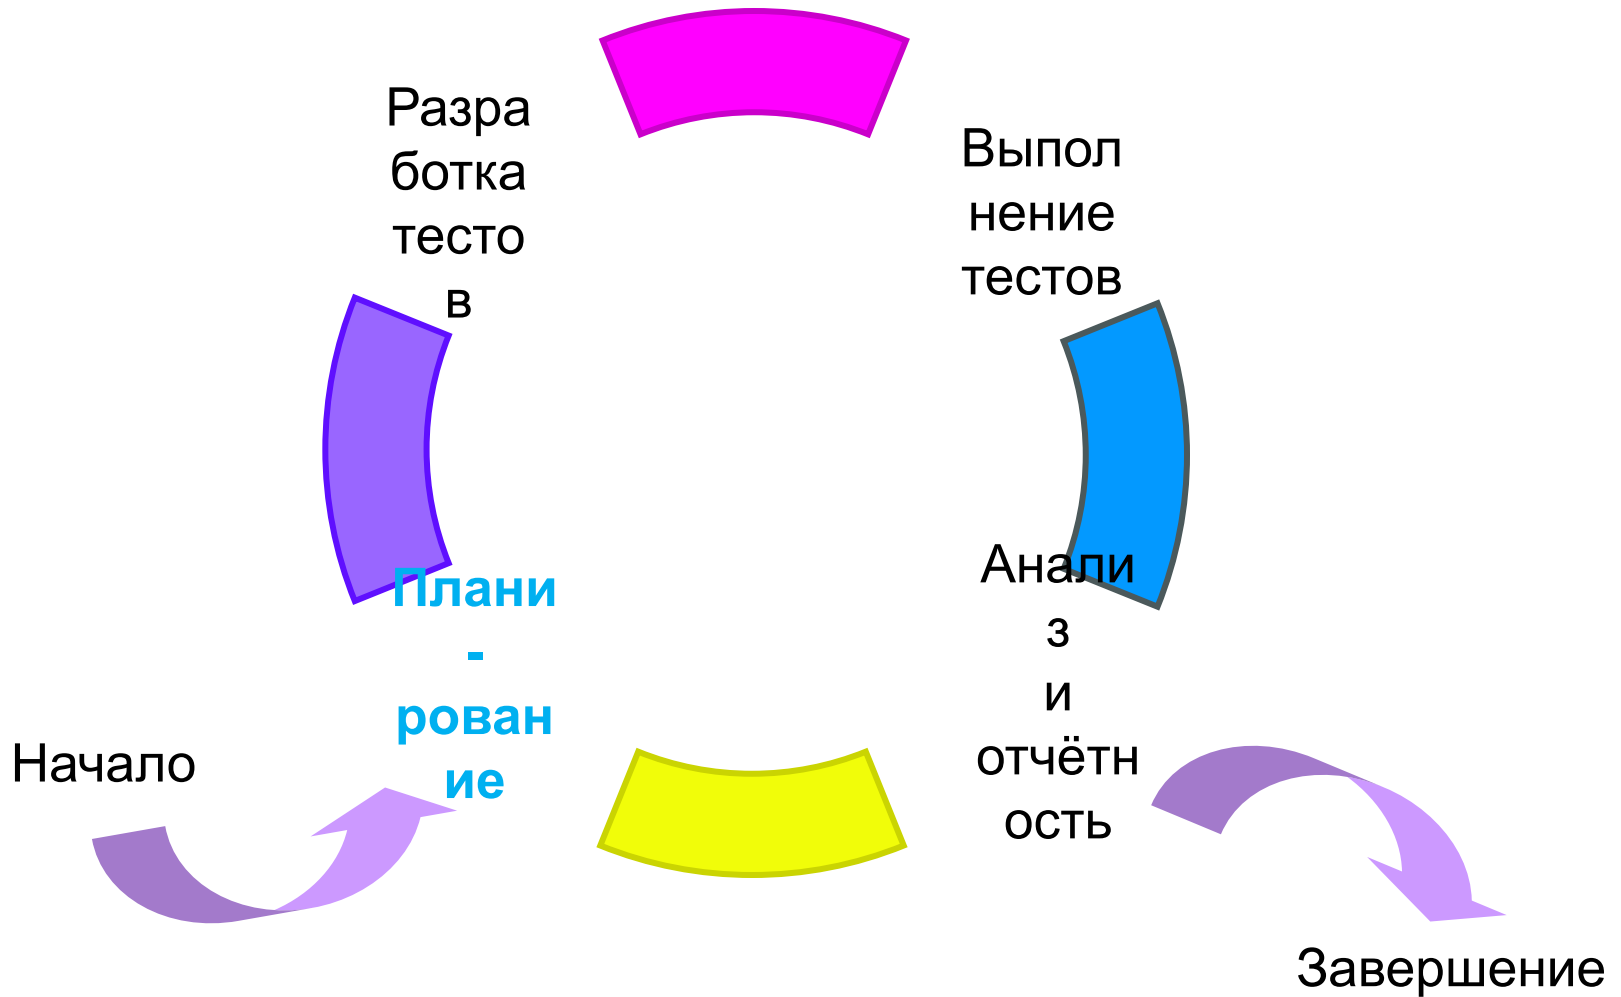 Разра
ботка
тесто
в
Выпол
нение
тестов
Плани
-
рован
ие
Анали
з
и
отчётн
ость
Начало
Завершение